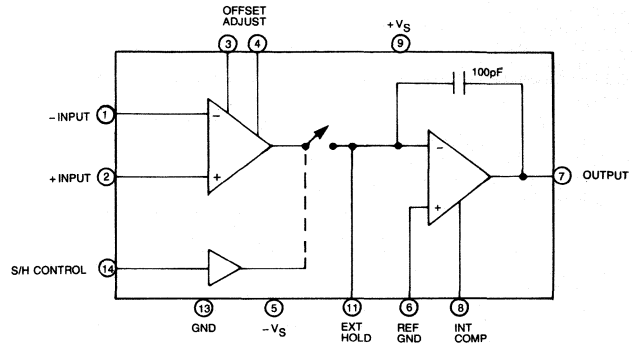 OFFSET
ADJUST
+VS
3
4
9
100pF
-INPUT 1
-
-
+INPUT 2
+
+
7 OUTPUT
S/H CONTROL 14
13
5
11
6
8
GND
-VS
EXT
HOLD
REF
GND
INT
COMP